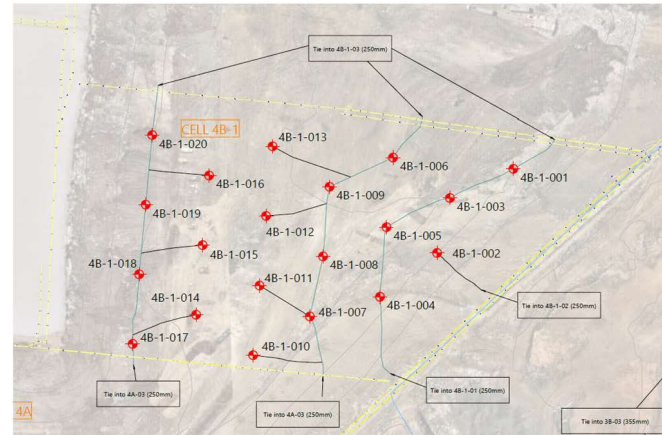 Tie into 4B-1-03 (250mm)
CELL 4B-1
4B-1-013
4B-1-020
4B-1-006
4B-1-001
4B-1-016
4B-1-009
4B-1-003
4B-1-019
4B-1-012
4B-1-005
4B-1-015
4B-1-002
4B-1-018
4B-1-011
4B-1-008
4B-1-014
4B-1-004
Tie into 4B-1-02 (250mm)
4B-1-007
4B-1-017
4B-1-010
Tie into 4A-03 (250mm)
Tie into 4B-1-01 (250mm)
4A
Tie into 4A-03 (250mm)
Tie into 3B-03 (355mm)